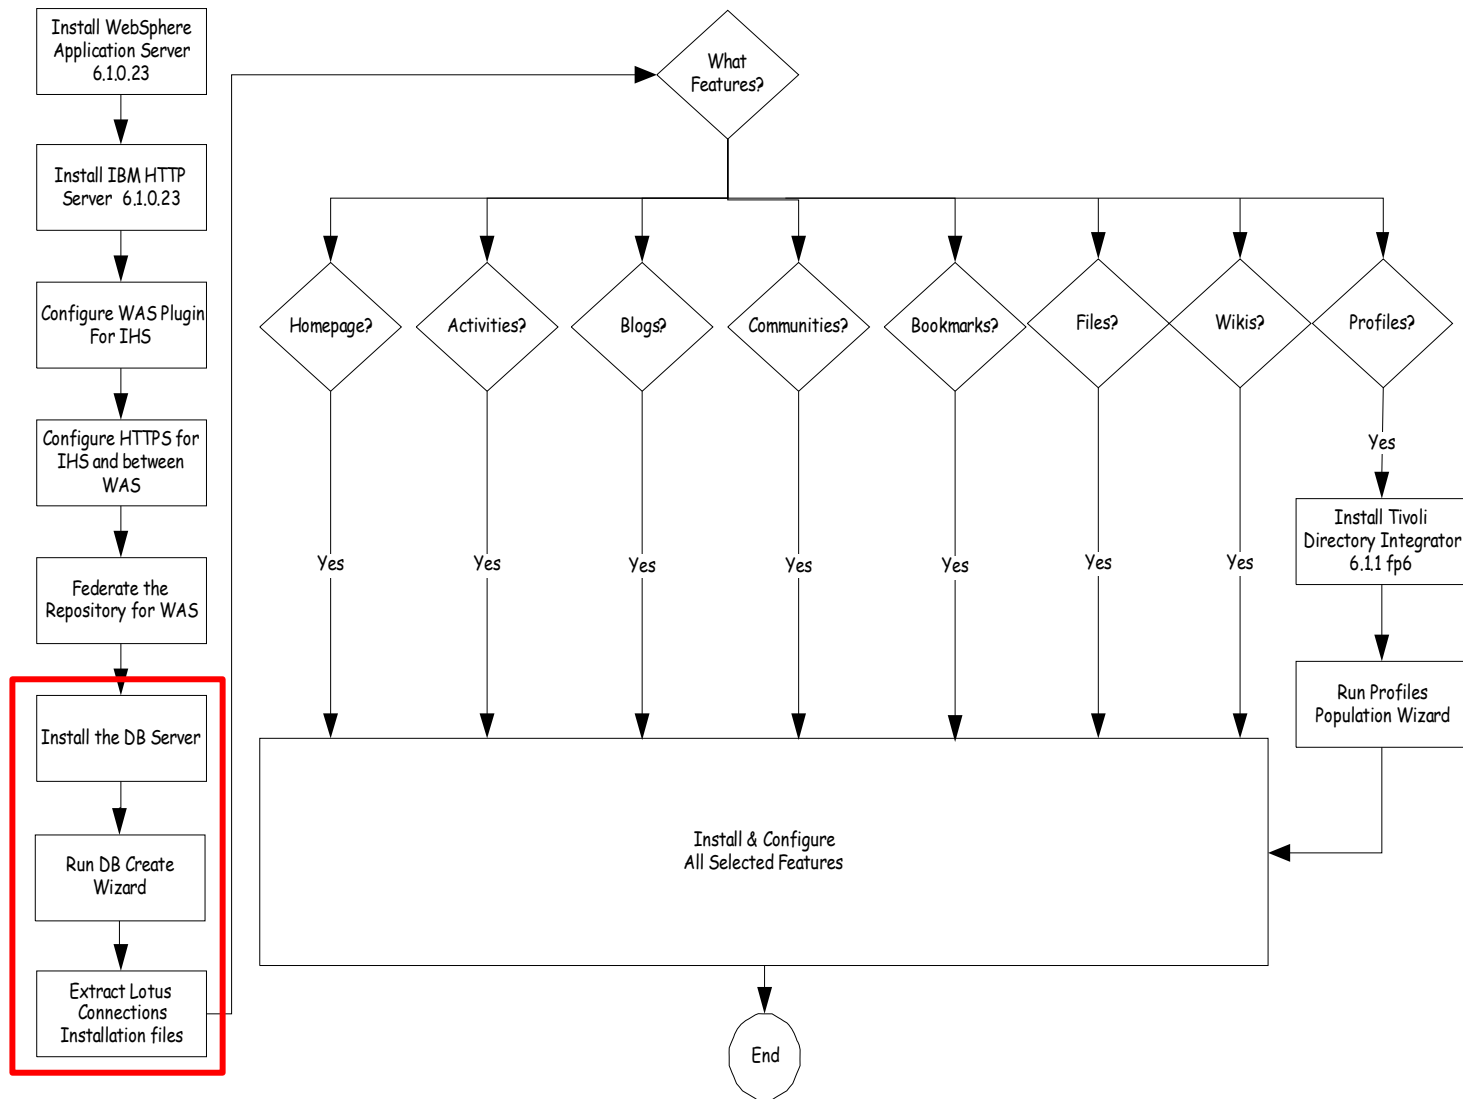 Install WebSphere
Application Server
6.1.0.23
Install IBM HTTP
Server 6.1.0.23
Configure WAS Plugin
For IHS
Configure HTTPS for
IHS and between
WAS
Federate the
Repository for WAS
Install the DB Server
Run DB Create
Wizard
Extract Lotus
Connections
Installation files
What
Features?
Homepage?
Activities?
Blogs?
Communities?
Bookmarks?
Files?
Wikis?
Profiles?
Yes
Yes
Yes
Yes
Yes
Yes
Yes
Yes
Install Tivoli
Directory Integrator
6.1.1 fp6
Run Profiles
Population Wizard
Install & Configure
All Selected Features
End